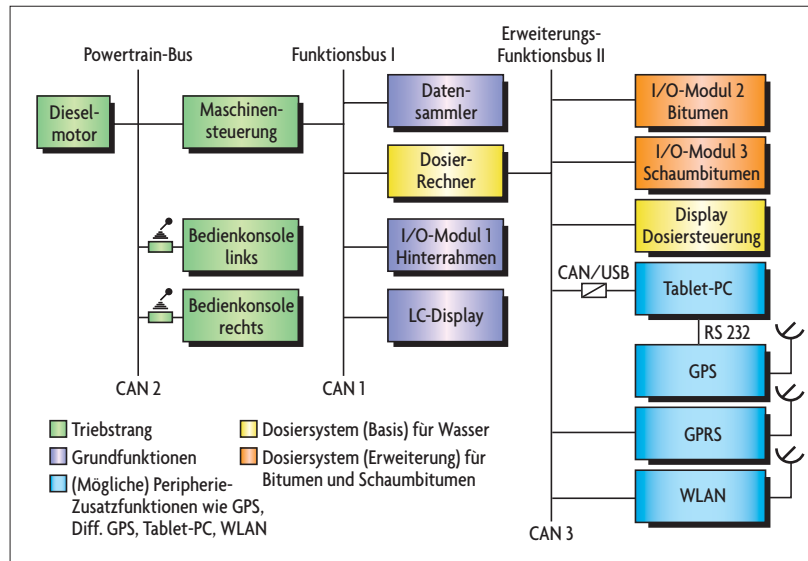 Powertrain-Bus
Funktionsbus I
Erweiterungs-
Funktionsbus II
Diesel-
motor
Maschinen-
steuerung
Bedienkonsole
links
Bedienkonsole
rechts
CAN 2
Daten-
sammler
Dosier-
Rechner
I/O-Modul 1
Hinterrahmen
LC-Display
CAN 1
I/O-Modul 2
Bitumen
I/O-Modul 3
Schaumbitumen
Display
Dosiersteuerung
CAN/USB
Tablet-PC
RS 232
GPS
GPRS
WLAN
CAN 3
Triebstrang
Grundfunktionen
(Mögliche) Peripherie-
Zusatzfunktionen wie GPS,
Diff. GPS, Tablet-PC, WLAN
Dosiersystem (Basis) für Wasser
Dosiersystem (Erweiterung) für
Bitumen und Schaumbitumen